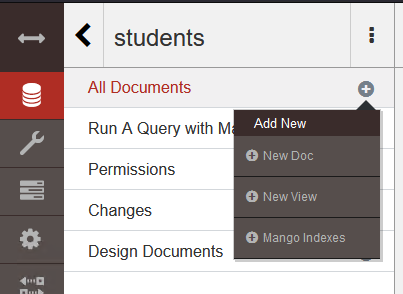 students
All Documents
Run A Query with Ma
Add New
New Doc
Permissions
New View
Changes
Mango Indexes
Design Documents